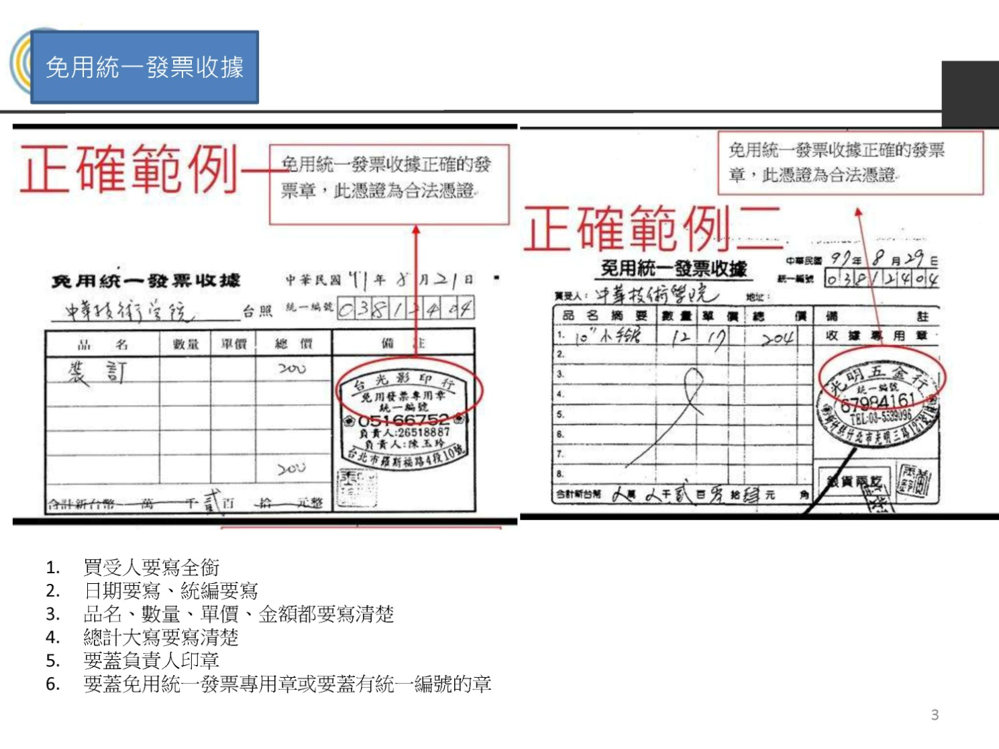 免用統一發票收據
正確範例一
免用統一發票收據正確的發
票章，此憑證為合法憑證
免用統一發票收據
中華民國 91 年 8 月 21 日
中華技術學院 台照
統一編號 03812404
品 名 數量 單價 總 價 備 註
裝 訂 200
台光影印行
免用發票專用章
統一編號
05166752
負責人:26518887
負責人:陳玉玲
台北市羅斯福路4段10號
200
合計新台幣 萬 千 貳百 拾 元整
免用統一發票收據正確的發票
章，此憑證為合法憑證
正確範例二
免用統一發票收據
中華民國 97年 8 月 29日
統一編號 03812404
買受人： 中華技術學院 地址：
品 名 摘 要 數 量 單 價 總 價 備 註
1. 10" 小手鋸 12 17 204
收 據 專 用 章
2.
3.
4.
5.
6.
7.
8.
光明五金行
統一編號
67984161
TEL:03-5539096
銀貨兩訖
合計新台幣 萬 千 貳 百 零 拾 肆 元 角
1. 買受人要寫全銜
2. 日期要寫、統編要寫
3. 品名、數量、單價、金額都要寫清楚
4. 總計大寫要寫清楚
5. 要蓋負責人印章
6. 要蓋免用統一發票專用章或要蓋有統一編號的章
3